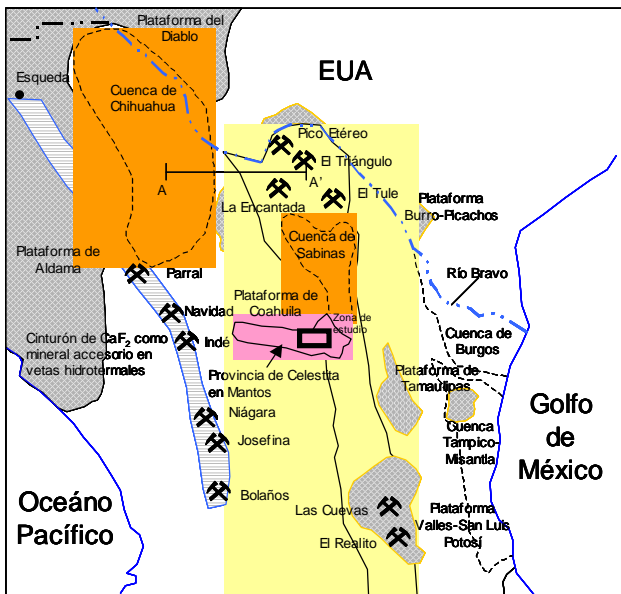 Plataforma del
Diablo
Esqueda
EUA
Cuenca de
Chihuahua
Pico Etéreo
El Triángulo
A
A'
La Encantada
El Tule
Plataforma
Burro-Picachos
Cuenca de
Sabinas
Plataforma de
Aldama
Parral
Río Bravo
Plataforma de
Coahuila
Navidad
Zona de
estudio
Cinturón de CaF2 como
mineral accesorio en
vetas hidrotermales
Indé
Cuenca de
Burgos
Provincia de Celestita
en Mantos
Plataforma de
Tamaulipas
Niágara
Golfo
de
México
Cuenca
Tampico-
Misantla
Josefina
Bolaños
Oceáno
Pacífico
Las Cuevas
Plataforma
Valles-San Luis
Potosí
El Realito